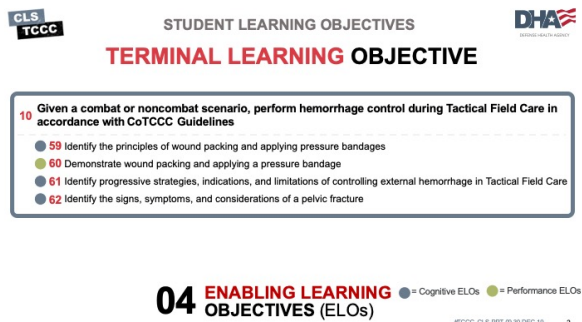 CLS
TCCC
STUDENT LEARNING OBJECTIVES
DHA
DEFENSE HEALTH AGENCY
TERMINAL LEARNING OBJECTIVE
10 Given a combat or noncombat scenario, perform hemorrhage control during Tactical Field Care in
accordance with CoTCCC Guidelines
59 Identify the principles of wound packing and applying pressure bandages
60 Demonstrate wound packing and applying a pressure bandage
61 Identify progressive strategies, indications, and limitations of controlling external hemorrhage in Tactical Field Care
62 Identify the signs, symptoms, and considerations of a pelvic fracture
04 ENABLING LEARNING
OBJECTIVES (ELOs)
= Cognitive ELOs = Performance ELOs